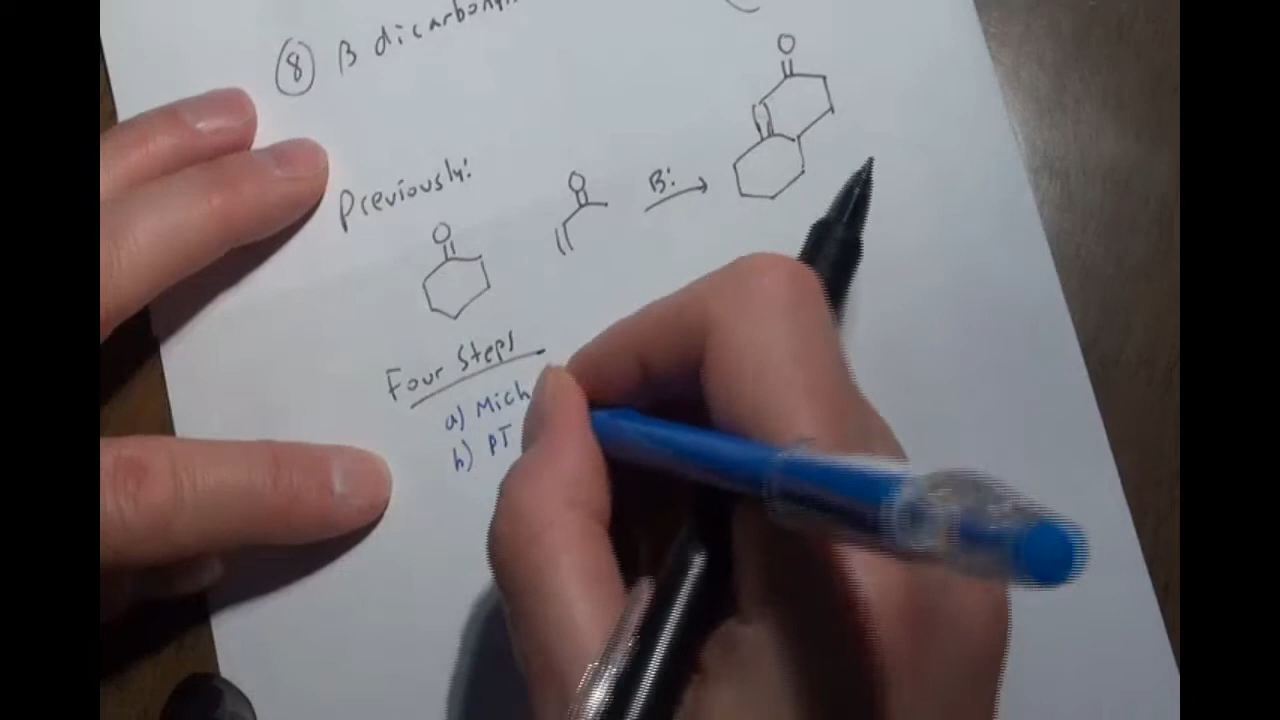 ⑧ β dicarbony
Previously:
O
O
B:
O
Four Steps
a) Mich
b) PT